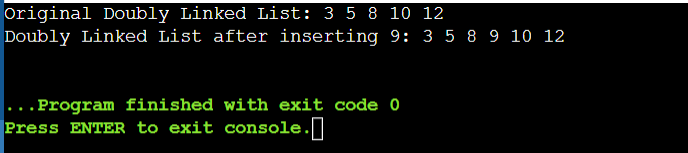 Original Doubly Linked List: 3 5 8 10 12
Doubly Linked List after inserting 9: 3 5 8 9 10 12
...Program finished with exit code 0
Press ENTER to exit console.